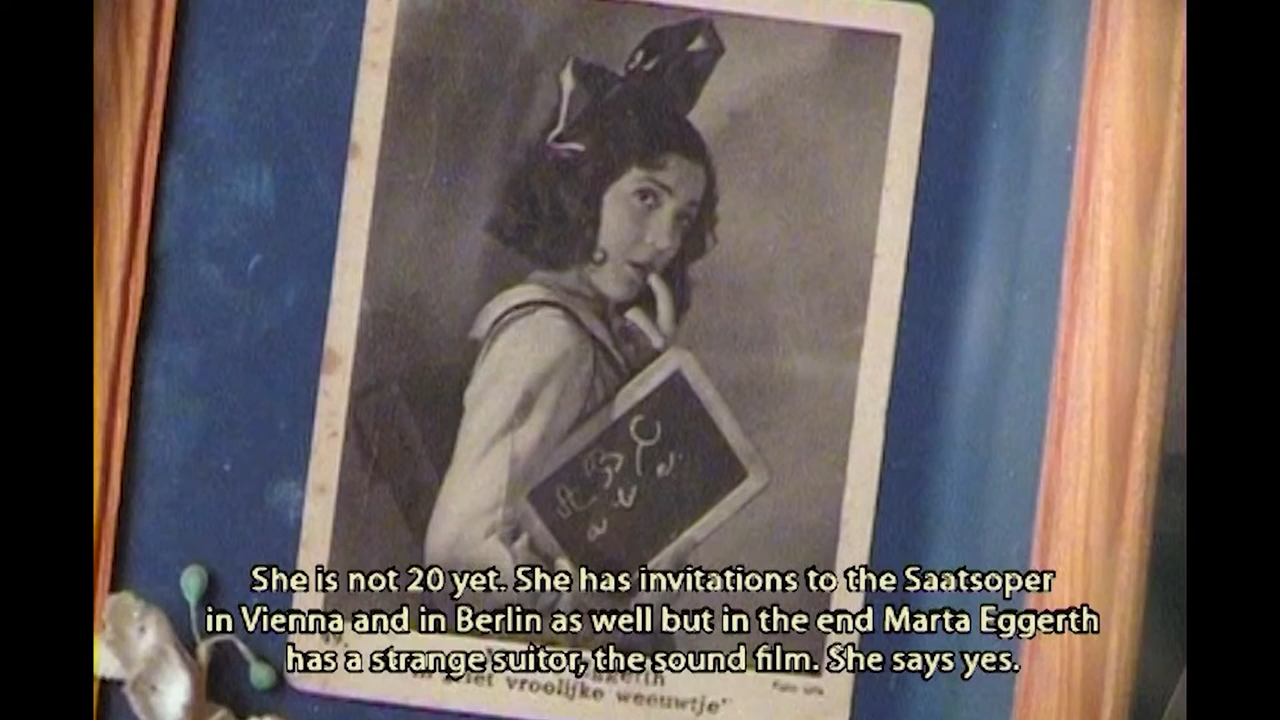 She is not 20 yet. She has invitations to the Saatsoper
in Vienna and in Berlin as well but in the end Marta Eggerth
has a strange suitor, the sound film. She says yes.
vroolijke weeuwtje"